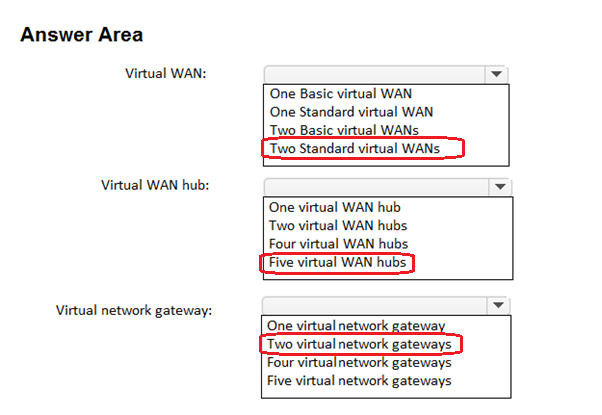 Answer Area
Virtual WAN:
One Basic virtual WAN
One Standard virtual WAN
Two Basic virtual WANs
Two Standard virtual WANs
Virtual WAN hub:
One virtual WAN hub
Two virtual WAN hubs
Four virtual WAN hubs
Five virtual WAN hubs
Virtual network gateway:
One virtual network gateway
Two virtual network gateways
Four virtual network gateways
Five virtual network gateways